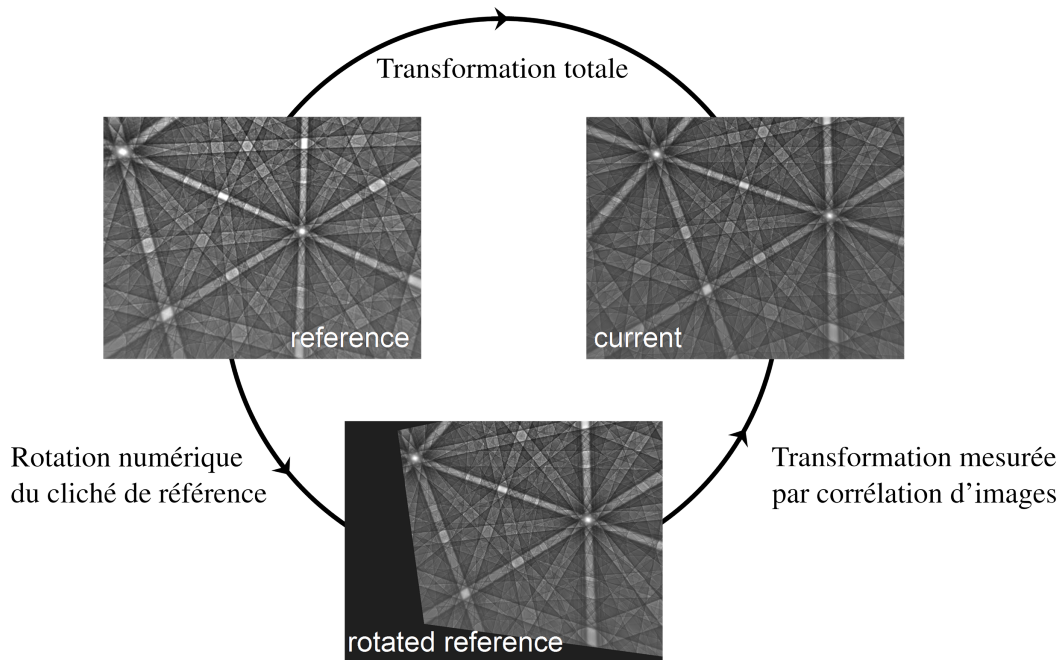 Transformation totale
reference
current
Rotation numérique
du cliché de référence
Transformation mesurée
par corrélation d'images
rotated reference